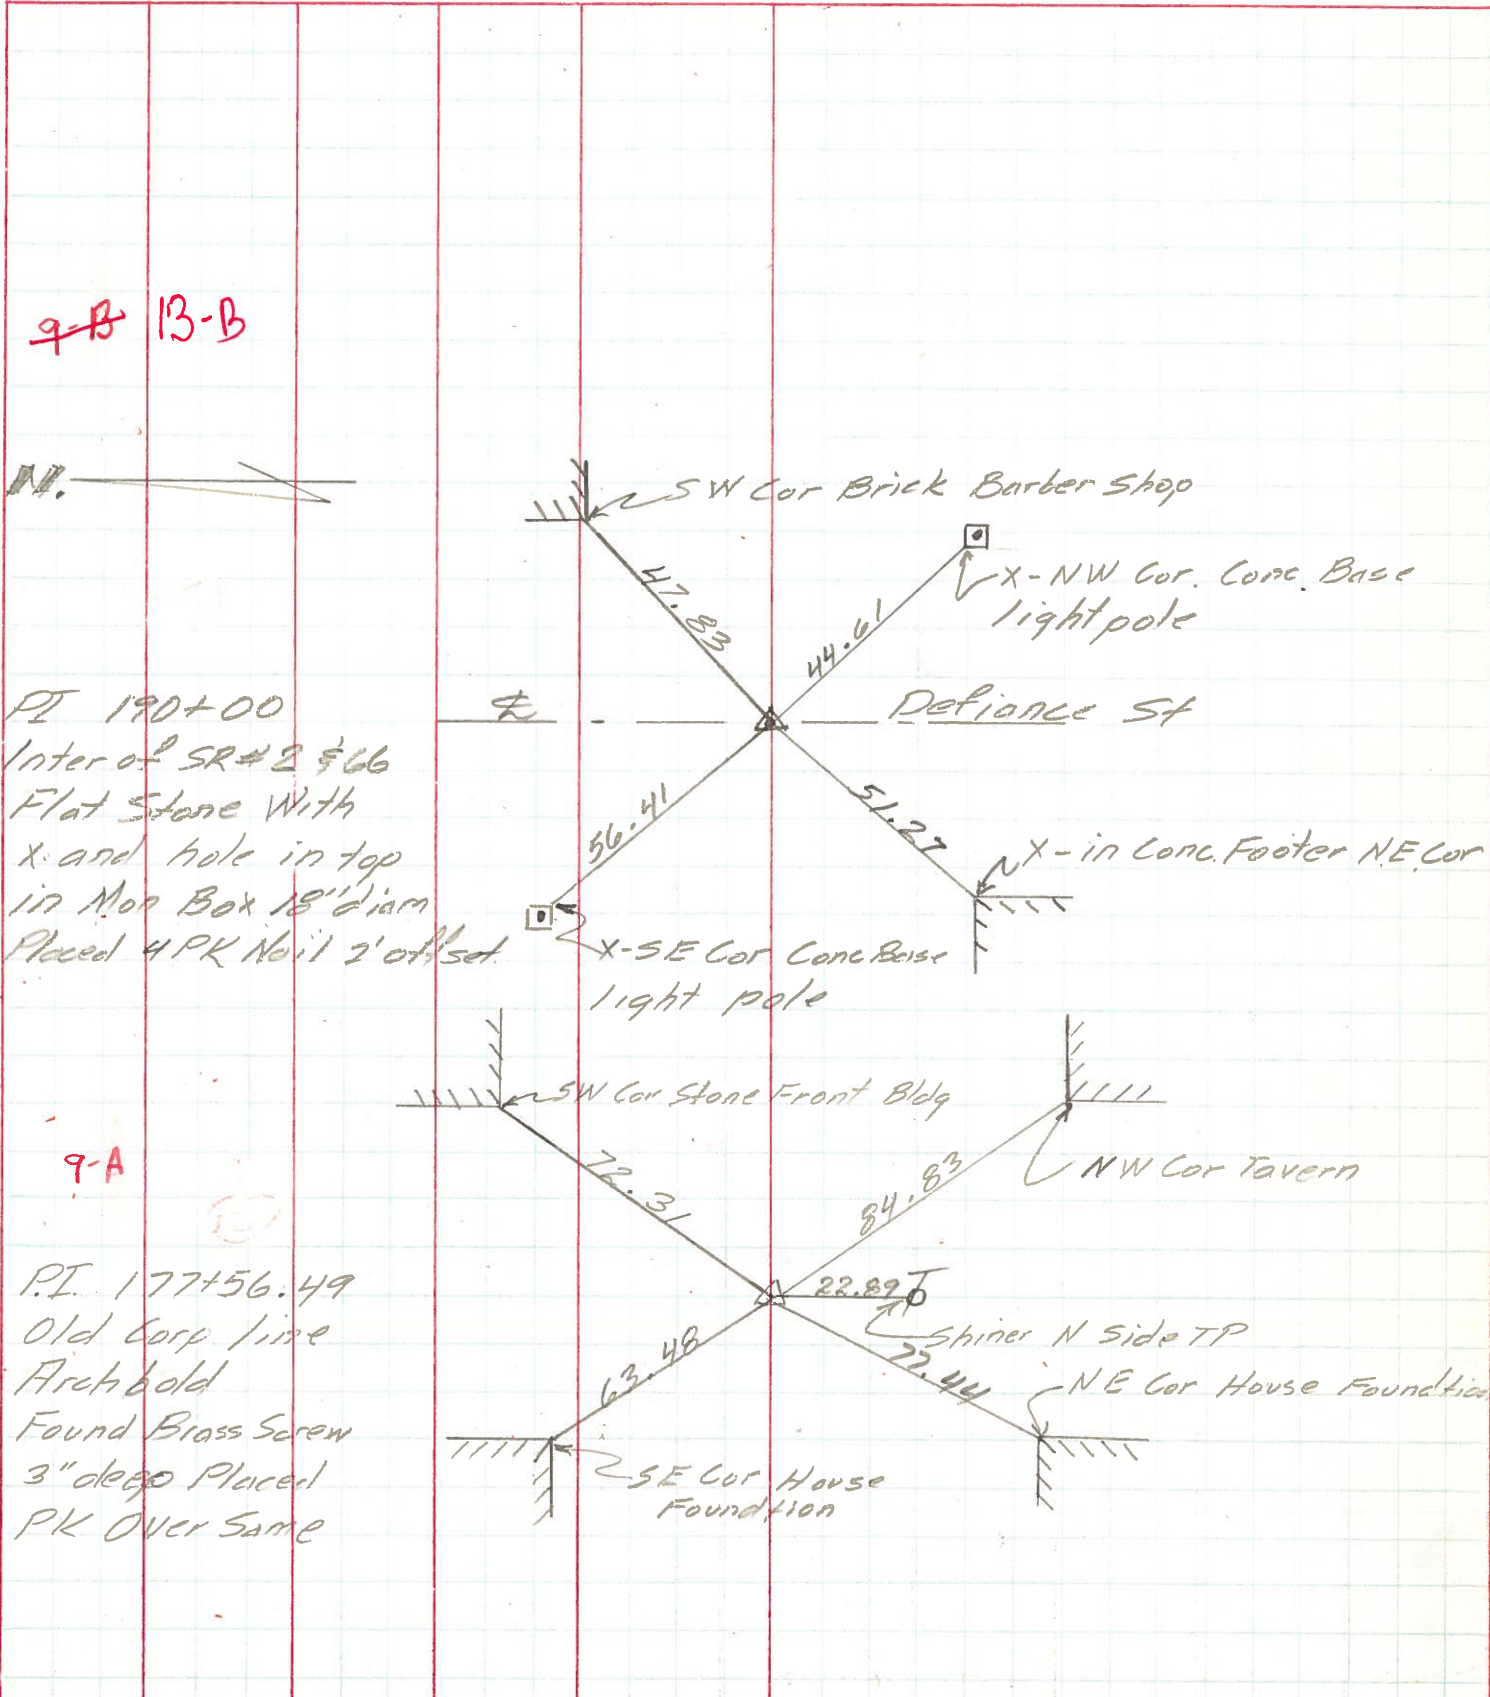 9-B 13-B
N.
SW Cor Brick Barber Shop
X-NW Cor. Conc. Base
light pole
47.83
44.61
PI 190+00
Inter of SR#2 & 66
Flat Stone With
X and hole in top
in Mon Box 18" diam
Placed 4 PK Nail 2' offset
℄
Defiance St
56.41
51.27
X-in Conc. Footer N.E. Cor
X-SE Cor Conc Base
light pole
SW Cor Stone Front Bldg
72.31
84.83
NW Cor Tavern
9-A
P.I. 177+56.49
Old Corp line
Archbold
Found Brass Screw
3" deep Placed
PK Over Same
22.89
Shiner N Side TP
63.48
77.44
NE Cor House Foundtion
SE Cor House
Foundtion